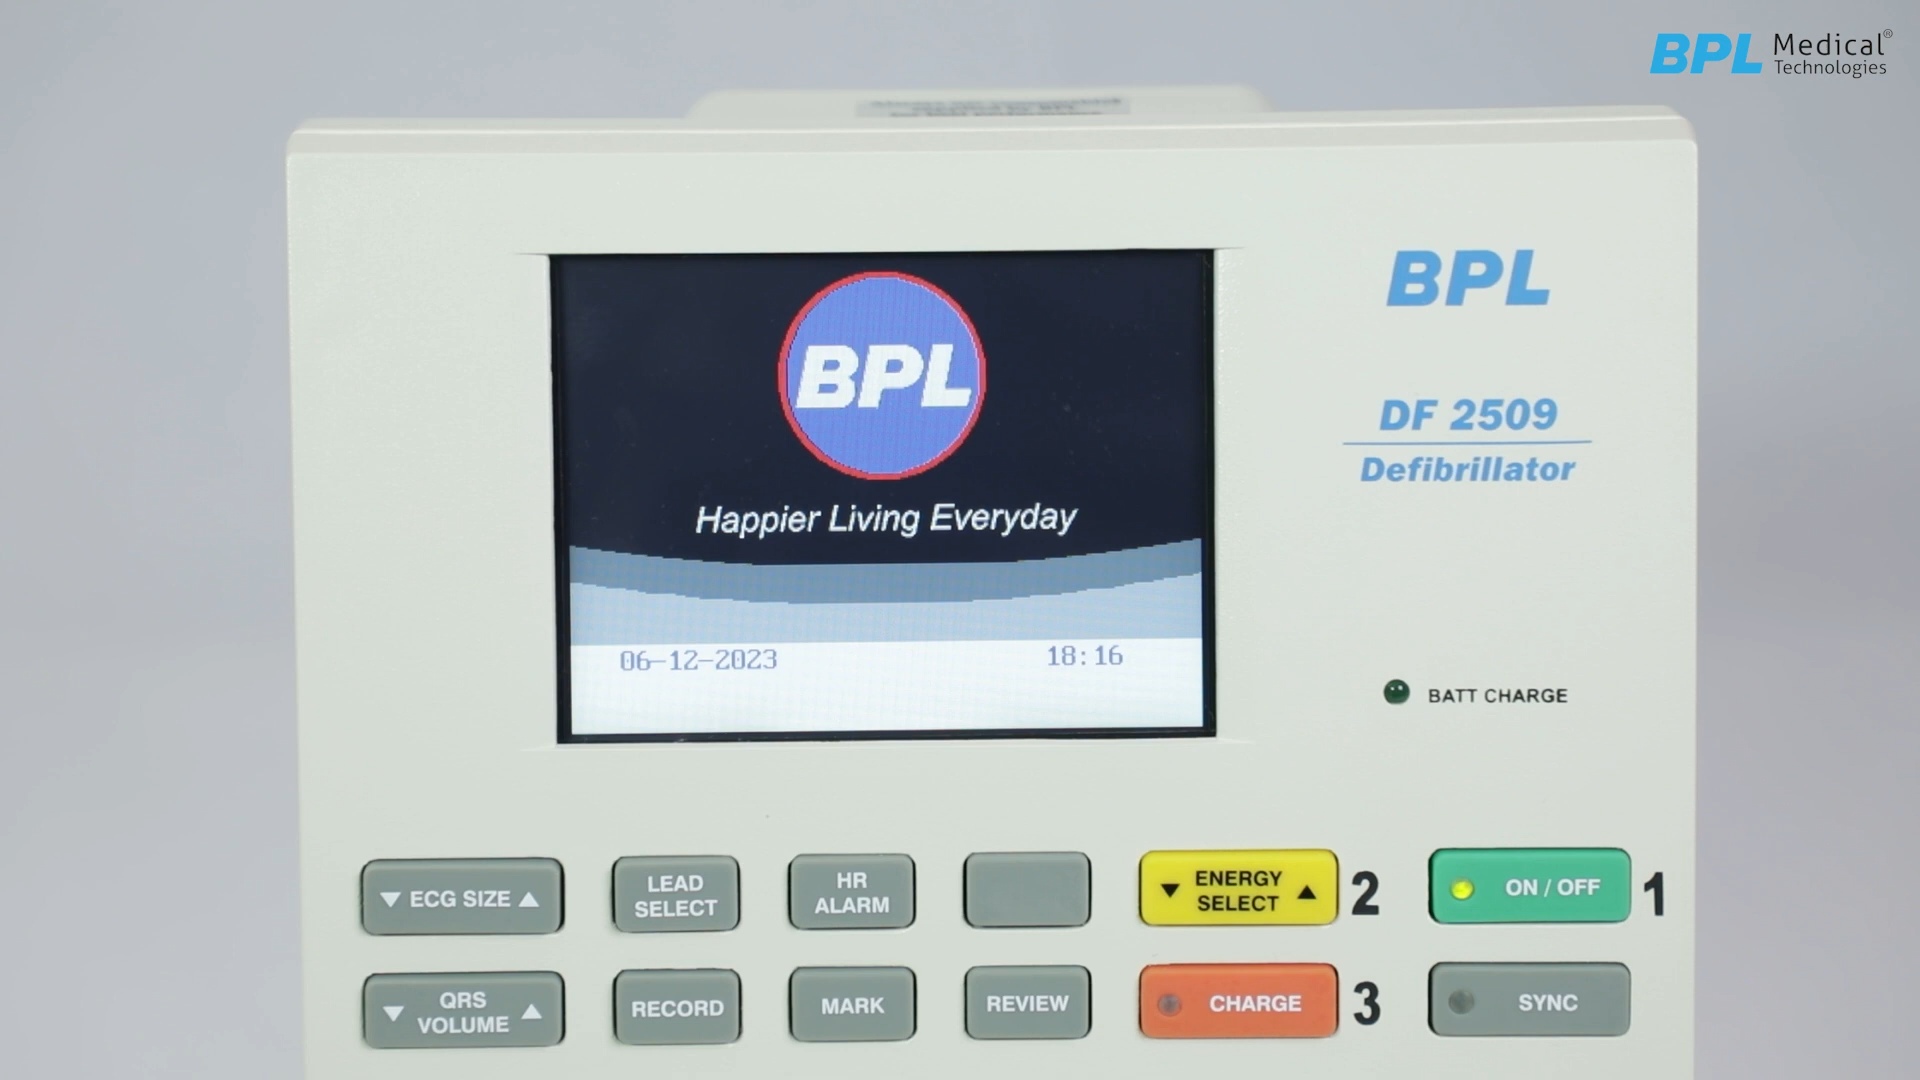 BPL Medical®
Technologies
BPL
DF 2509
Defibrillator
BPL
Happier Living Everyday
06-12-2023 18:16
BATT CHARGE
▼ ECG SIZE ▲
LEAD
SELECT
HR
ALARM
▼ ENERGY
SELECT ▲
2
ON / OFF
1
▼ QRS
VOLUME ▲
RECORD
MARK
REVIEW
CHARGE
3
SYNC